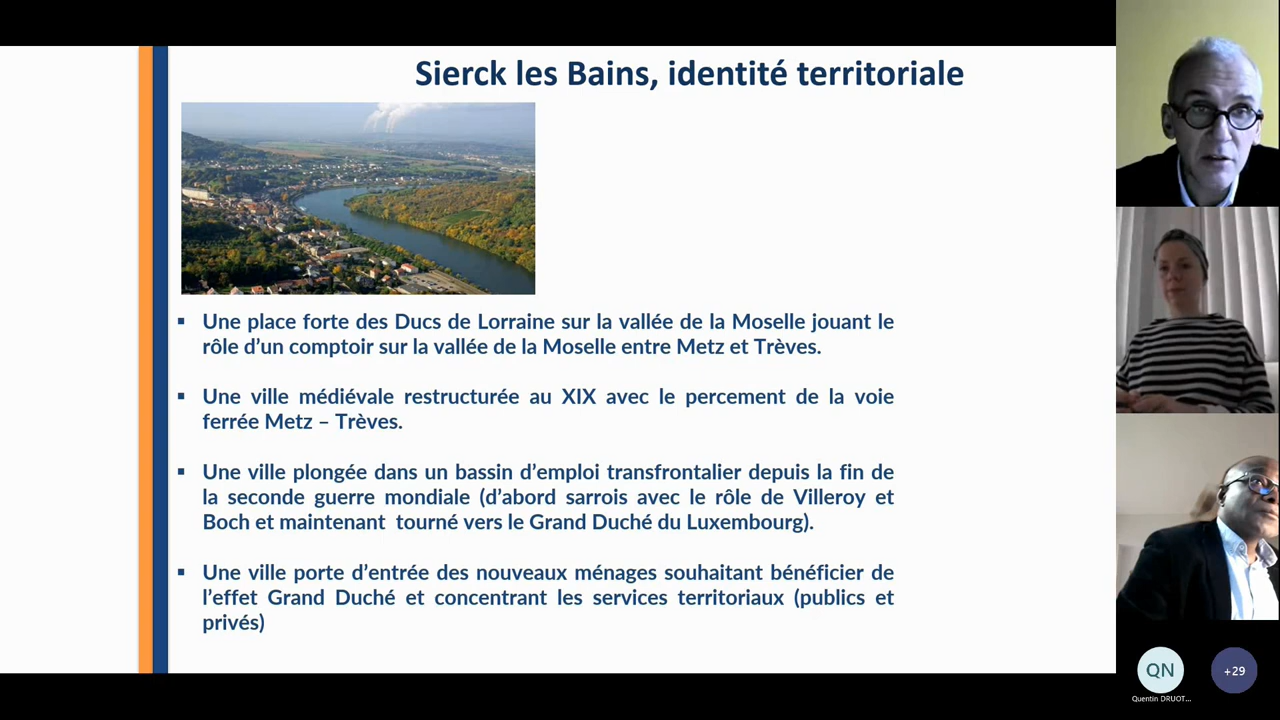 Sierck les Bains, identité territoriale
▪ Une place forte des Ducs de Lorraine sur la vallée de la Moselle jouant le
rôle d’un comptoir sur la vallée de la Moselle entre Metz et Trèves.
▪ Une ville médiévale restructurée au XIX avec le percement de la voie
ferrée Metz – Trèves.
▪ Une ville plongée dans un bassin d’emploi transfrontalier depuis la fin de
la seconde guerre mondiale (d’abord sarrois avec le rôle de Villeroy et
Boch et maintenant tourné vers le Grand Duché du Luxembourg).
▪ Une ville porte d’entrée des nouveaux ménages souhaitant bénéficier de
l’effet Grand Duché et concentrant les services territoriaux (publics et
privés)
QN
+29
Quentin DRUOT...